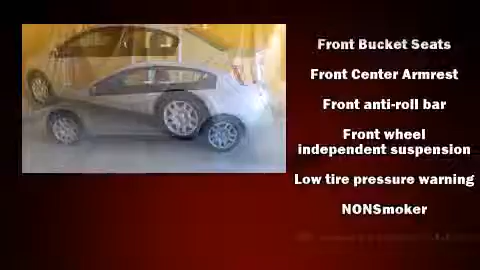 Front Bucket Seats
Front Center Armrest
Front anti-roll bar
Front wheel
independent suspension
Low tire pressure warning
NONSmoker